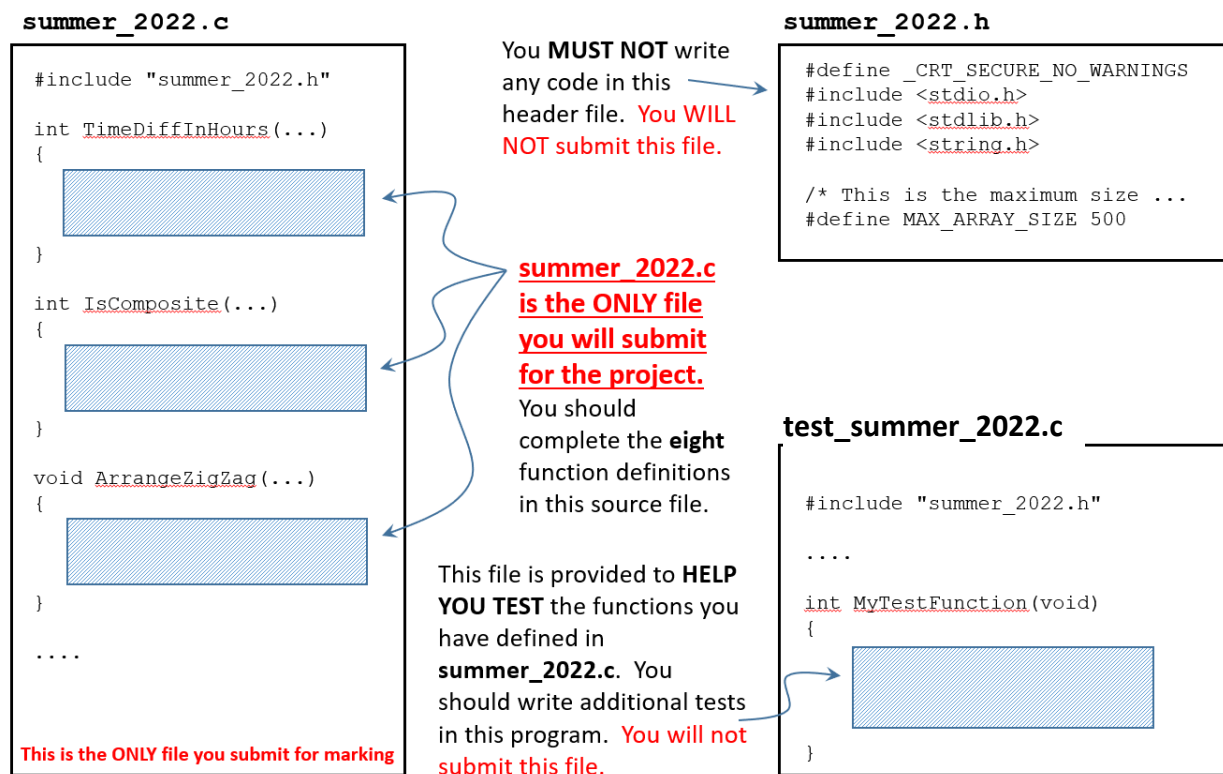 summer_2022.c
#include "summer_2022.h"
int TimeDiffInHours(...)
{
}
int IsComposite(...)
{
}
void ArrangeZigZag(...)
{
}
....
This is the ONLY file you submit for marking
You MUST NOT write
any code in this
header file. You WILL
NOT submit this file.
summer_2022.c
is the ONLY file
you will submit
for the project.
You should
complete the eight
function definitions
in this source file.
This file is provided to HELP
YOU TEST the functions you
have defined in
summer_2022.c. You
should write additional tests
in this program. You will not
submit this file.
summer_2022.h
#define _CRT_SECURE_NO_WARNINGS
#include <stdio.h>
#include <stdlib.h>
#include <string.h>
/* This is the maximum size ...
#define MAX_ARRAY_SIZE 500
test_summer_2022.c
#include "summer_2022.h"
....
int MyTestFunction(void)
{
}